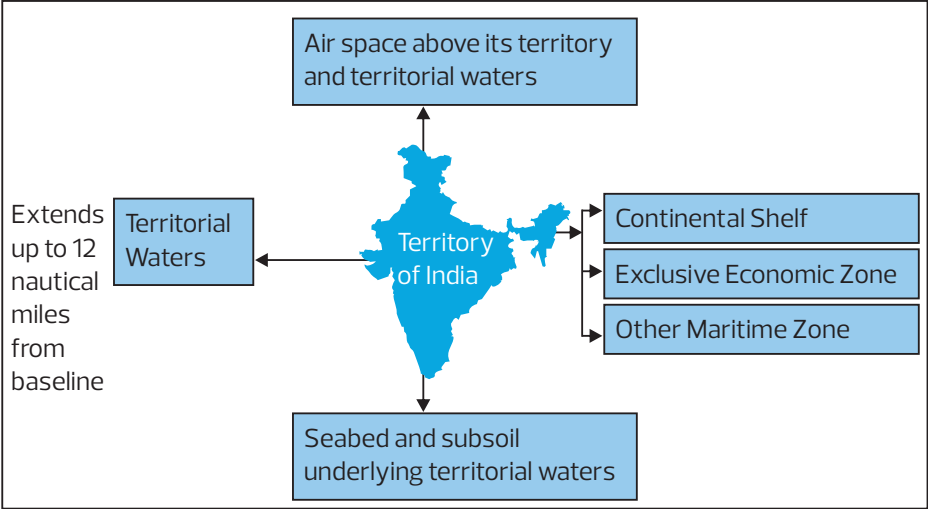 Air space above its territory
and territorial waters
Extends
up to 12
nautical
miles
from
baseline
Territorial
Waters
Territory
of India
Continental Shelf
Exclusive Economic Zone
Other Maritime Zone
Seabed and subsoil
underlying territorial waters